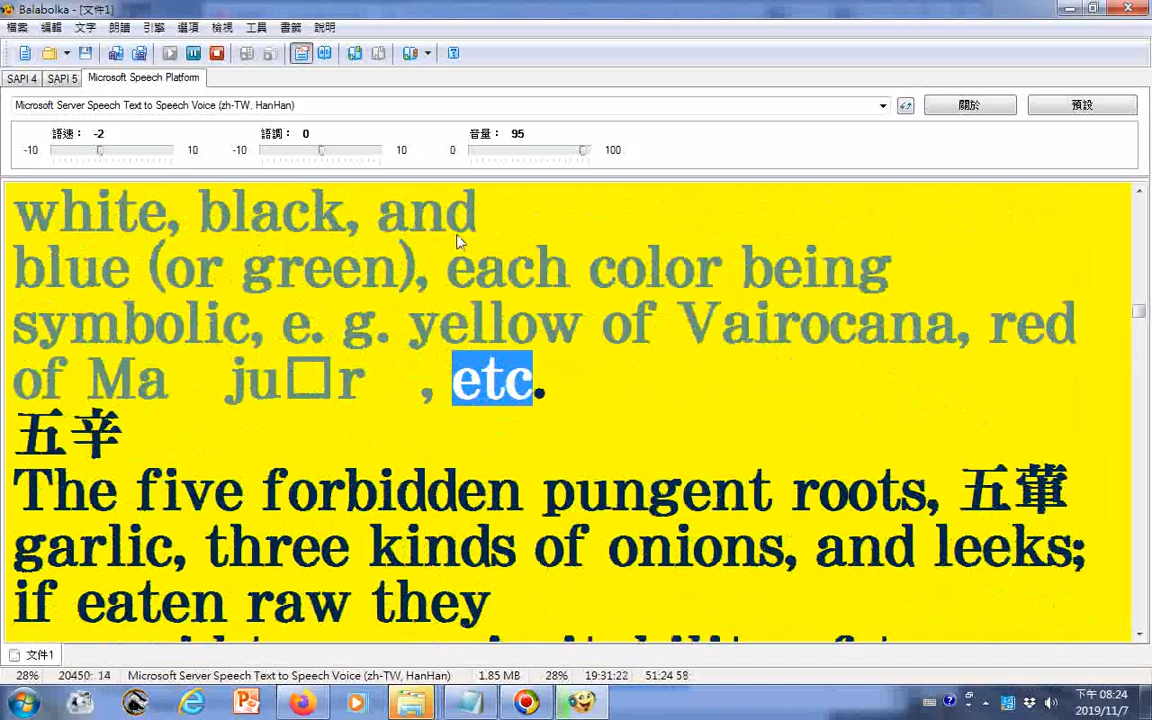 Balabolka - [文件1]
檔案 編輯 文字 朗讀 引擎 選項 檢視 工具 書籤 說明
SAPI 4 SAPI 5 Microsoft Speech Platform
Microsoft Server Speech Text to Speech Voice (zh-TW, HanHan) 關於 預設
語速： -2 語調： 0 音量： 95
-10 10 -10 10 0 100
white, black, and
blue (or green), each color being
symbolic, e. g. yellow of Vairocana, red
of Ma ju□r , etc.
五辛
The five forbidden pungent roots, 五葷
garlic, three kinds of onions, and leeks;
if eaten raw they
文件1
28% 20450: 14 Microsoft Server Speech Text to Speech Voice (zh-TW, HanHan) 1.85 MB 28% 19:31:22 51:24 58
下午 08:24
2019/11/7